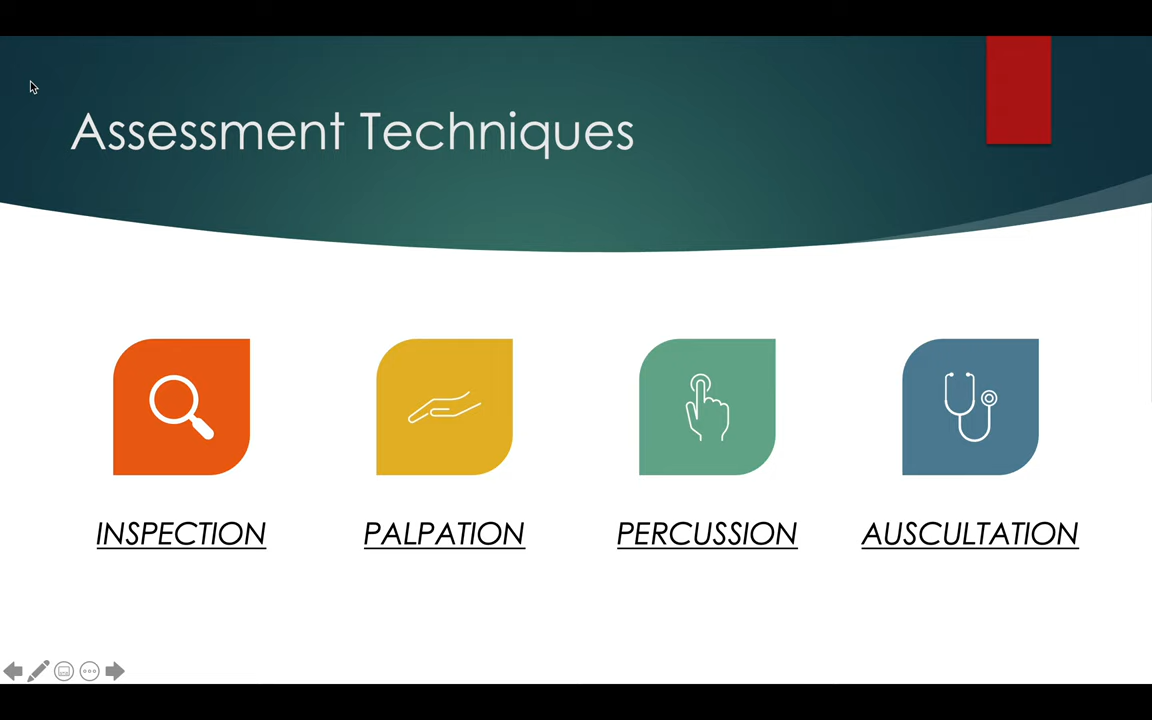 Assessment Techniques
INSPECTION
PALPATION
PERCUSSION
AUSCULTATION